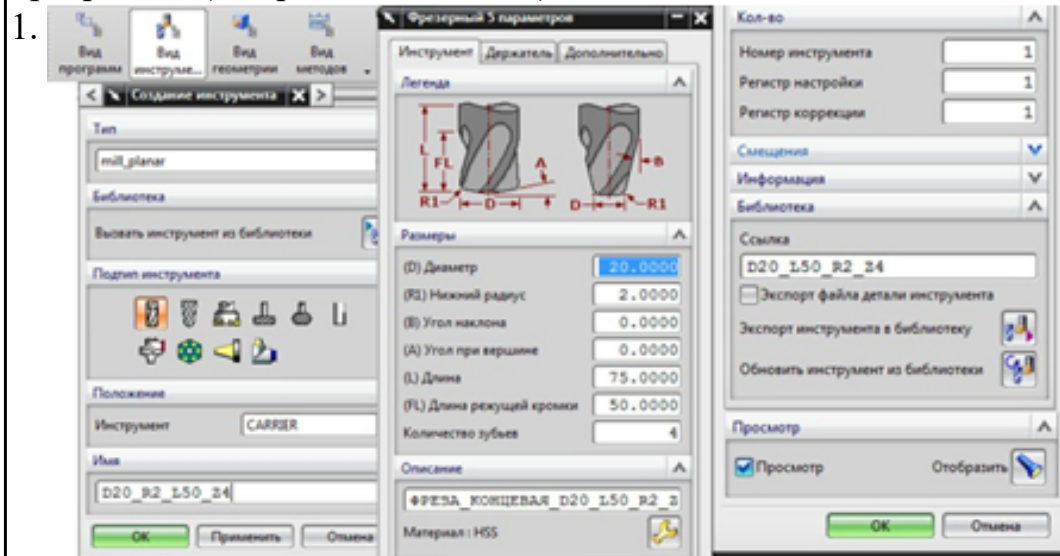 1.
Вид программ
Вид инструме...
Вид геометрии
Вид методов
Создание инструмента
Тип
mill_planar
Библиотека
Вызвать инструмент из библиотеки
Подтип инструмента
Положение
Инструмент
CARRIER
Имя
D20_R2_L50_Z4
OK
Применить
Отмена
Фрезерный 5 параметров
Инструмент
Держатель
Дополнительно
Легенда
L
FL
A
B
R1
D
D
R1
Размеры
(D) Диаметр
20.0000
(R1) Нижний радиус
2.0000
(B) Угол наклона
0.0000
(A) Угол при вершине
0.0000
(L) Длина
75.0000
(FL) Длина режущей кромки
50.0000
Количество зубьев
4
Описание
ФРЕЗА_КОНЦЕВАЯ_D20_L50_R2_Z
Материал : HSS
Кол-во
Номер инструмента
1
Регистр настройки
1
Регистр коррекции
1
Смещения
Информация
Библиотека
Ссылка
D20_L50_R2_Z4
Экспорт файла детали инструмента
Экспорт инструмента в библиотеку
Обновить инструмент из библиотеки
Просмотр
Просмотр
Отобразить
OK
Отмена